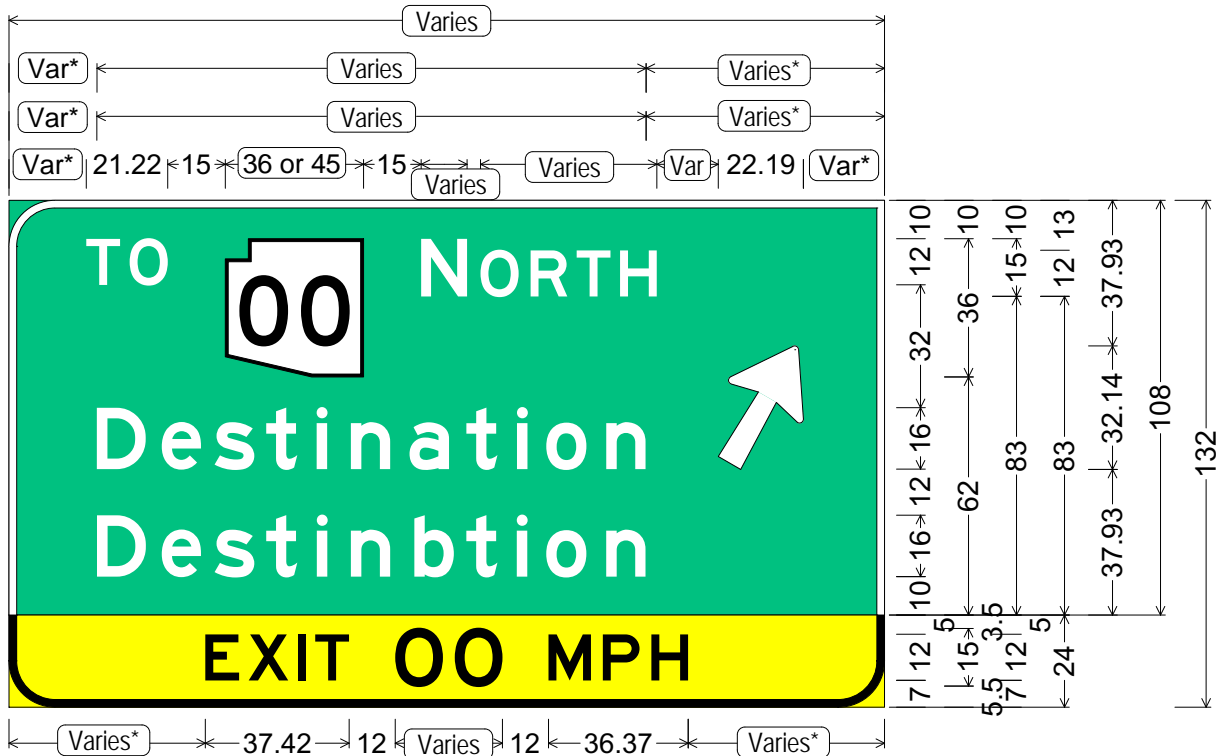 Varies
Var* Varies Varies*
Var* Varies Varies*
Var* 21.22 15 36 or 45 15 Varies Varies Var 22.19 Var*
TO 00 NORTH
Destination
Destinbtion
EXIT 00 MPH
10 12 32 16 12 16 10 7 12
10 36 62 5 15 5.5
10 15 83 3.5 12 7
13 12 83 5 24
37.93 32.14 37.93
108
132
Varies* 37.42 12 Varies 12 36.37 Varies*